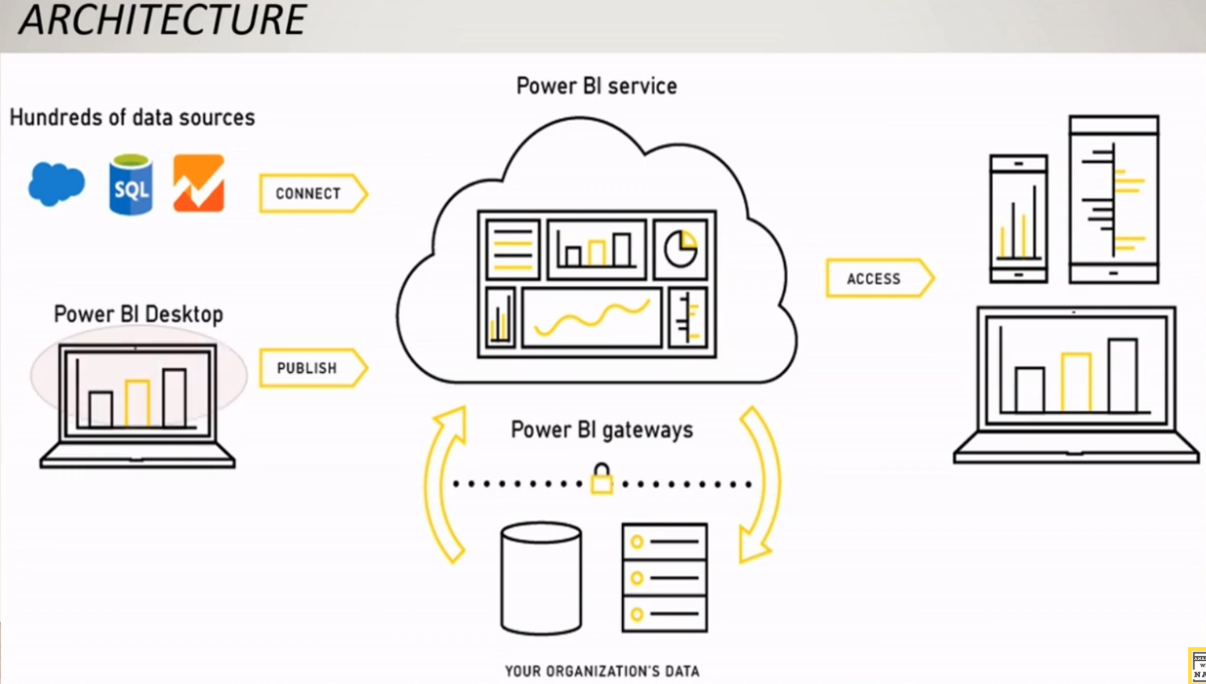 ARCHITECTURE
Power BI service
Hundreds of data sources
SQL
CONNECT
ACCESS
Power BI Desktop
PUBLISH
Power BI gateways
YOUR ORGANIZATION'S DATA